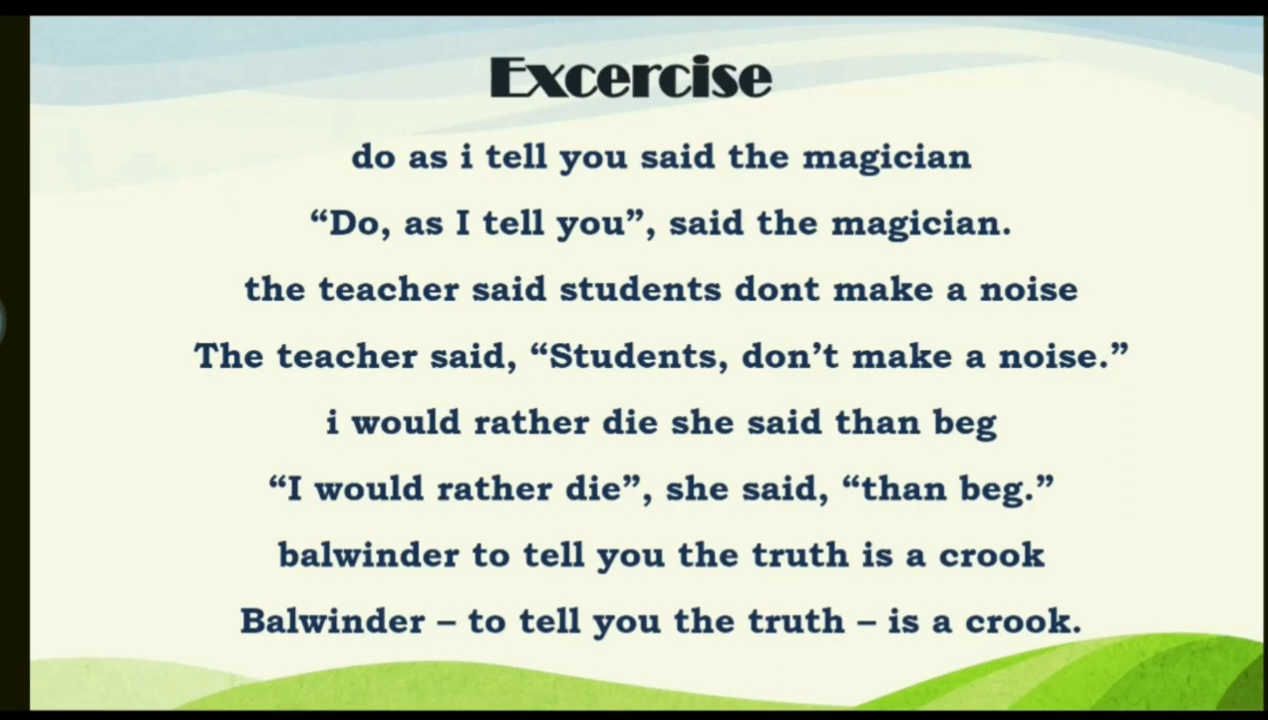 Excercise
do as i tell you said the magician
“Do, as I tell you”, said the magician.
the teacher said students dont make a noise
The teacher said, “Students, don’t make a noise.”
i would rather die she said than beg
“I would rather die”, she said, “than beg.”
balwinder to tell you the truth is a crook
Balwinder – to tell you the truth – is a crook.